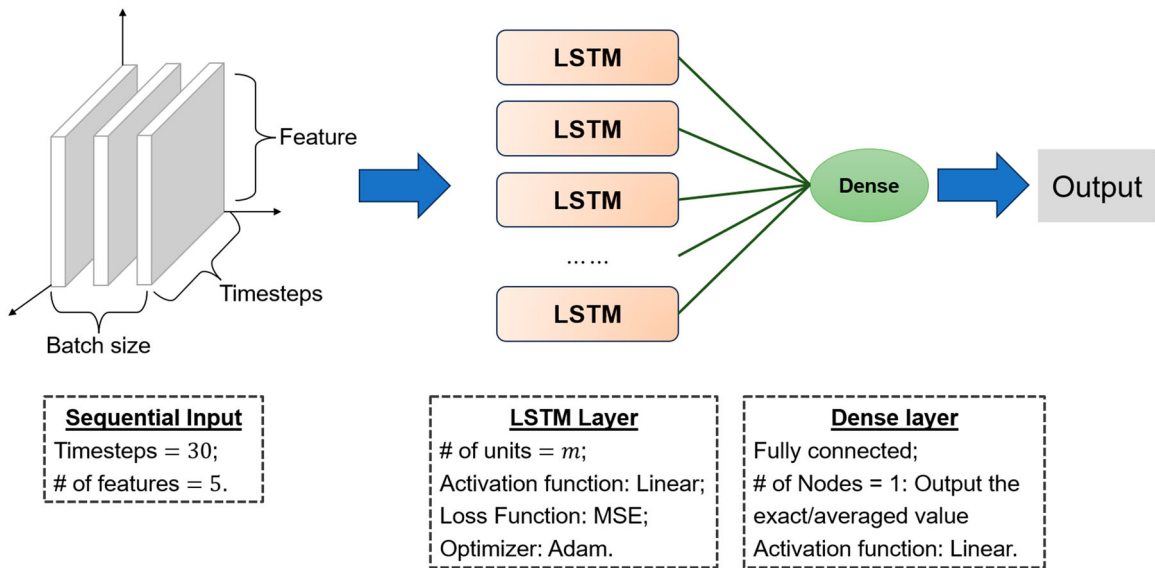 Feature
Timesteps
Batch size
LSTM
LSTM
LSTM
... ...
LSTM
Dense
Output
Sequential Input
Timesteps = 30;
# of features = 5.
LSTM Layer
# of units = m;
Activation function: Linear;
Loss Function: MSE;
Optimizer: Adam.
Dense layer
Fully connected;
# of Nodes = 1: Output the
exact/averaged value
Activation function: Linear.